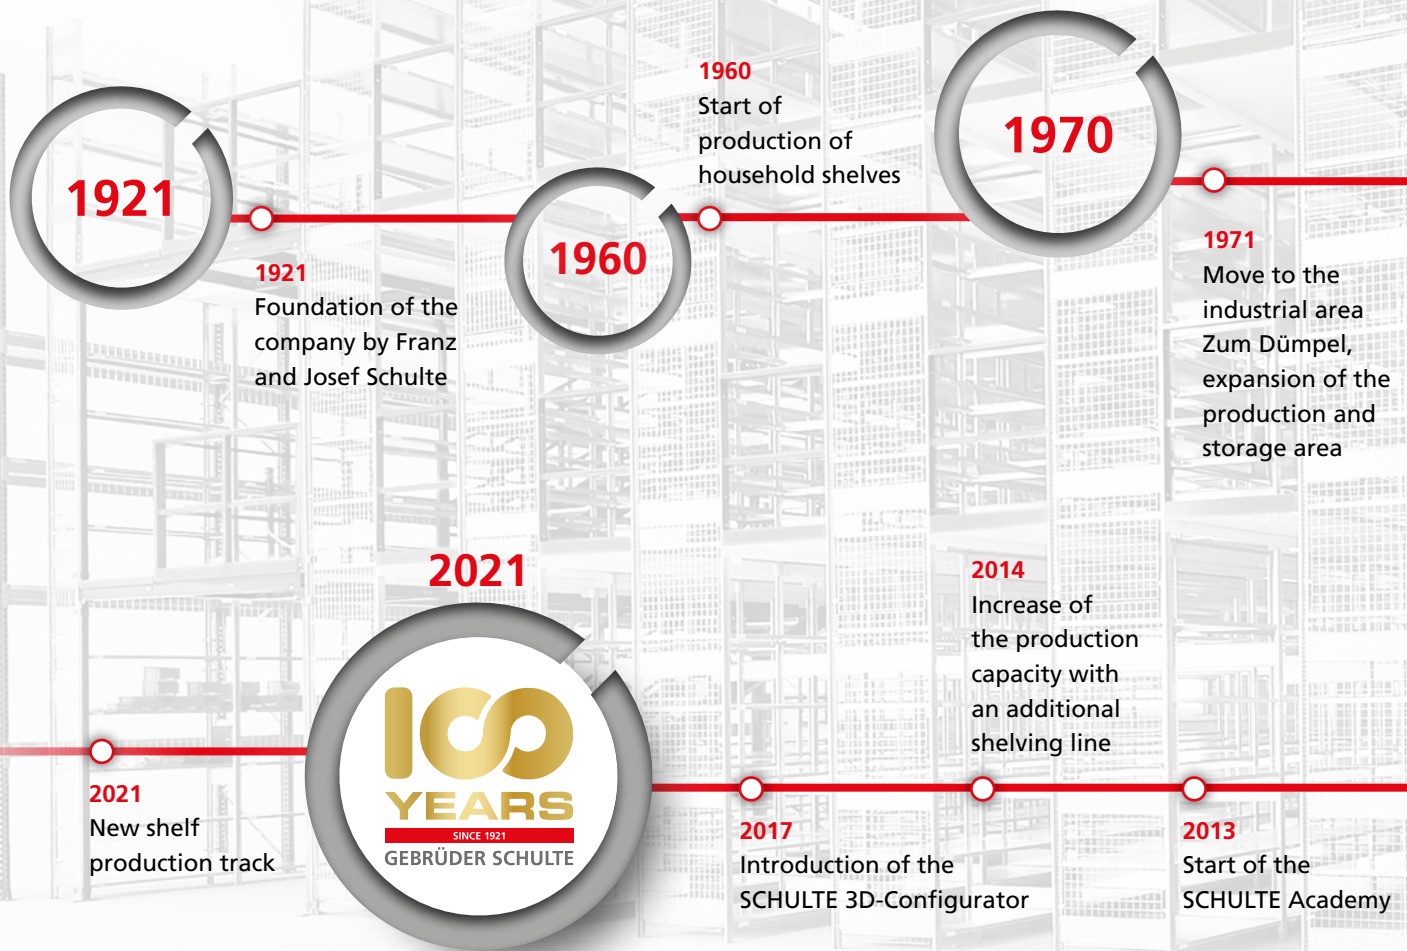 1921
1921
Foundation of the
company by Franz
and Josef Schulte
1960
1960
Start of
production of
household shelves
1970
1971
Move to the
industrial area
Zum Dümpel,
expansion of the
production and
storage area
2013
Start of the
SCHULTE Academy
2014
Increase of
the production
capacity with
an additional
shelving line
2017
Introduction of the
SCHULTE 3D-Configurator
2021
100
YEARS
SINCE 1921
GEBRÜDER SCHULTE
2021
New shelf
production track